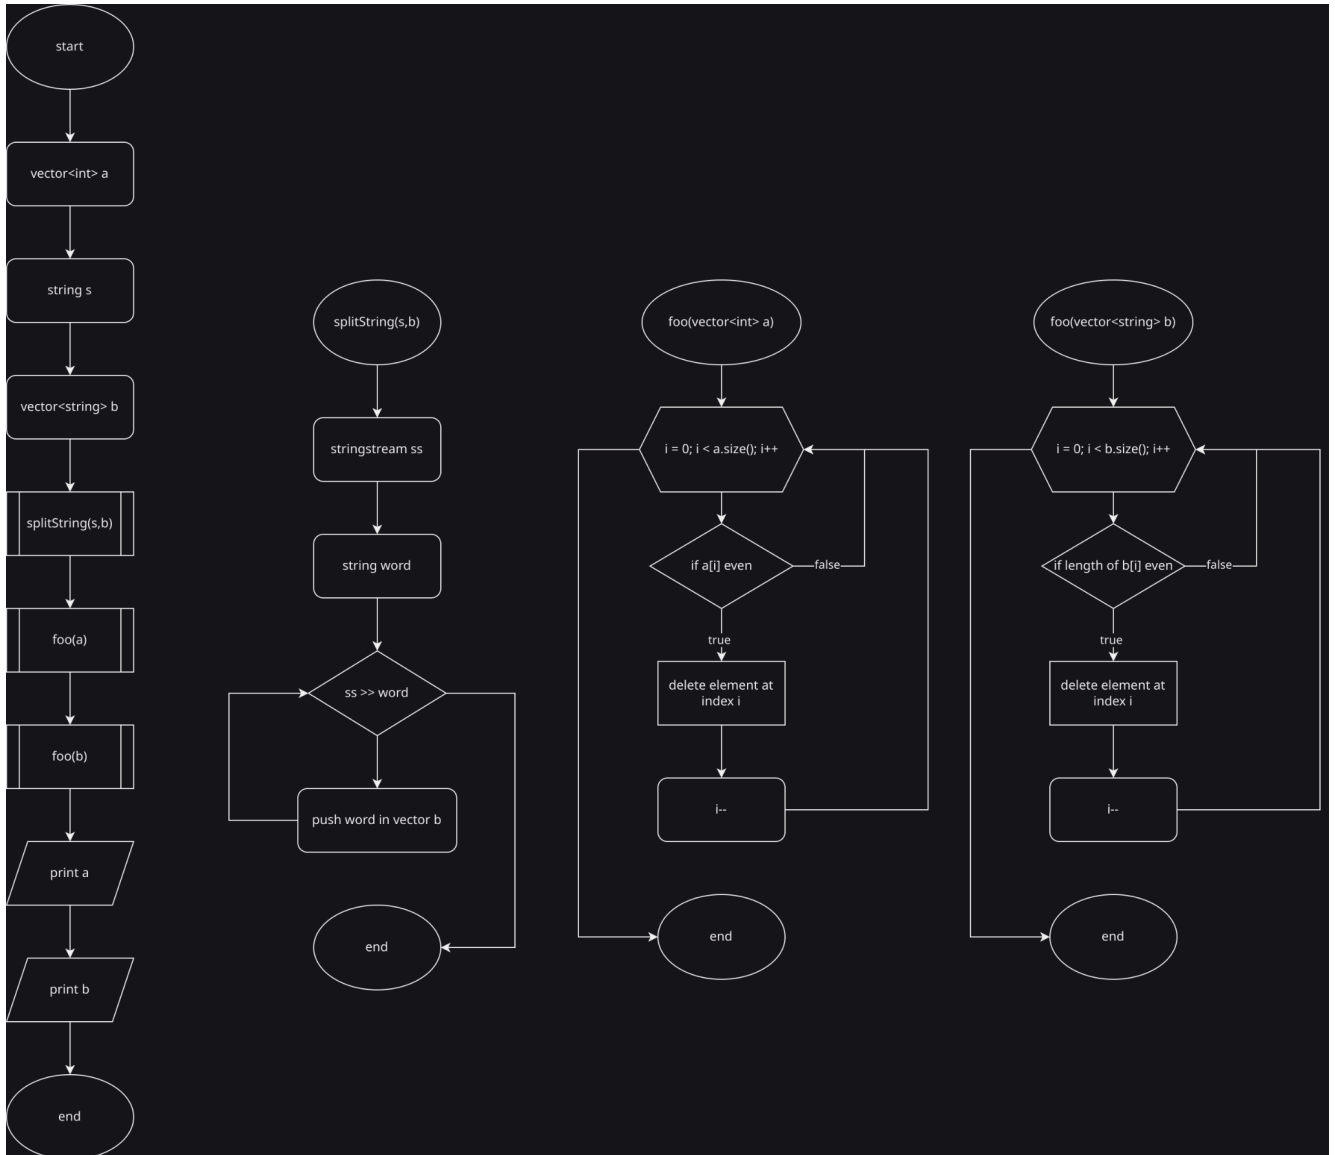 start
vector<int> a
string s
vector<string> b
splitString(s,b)
foo(a)
foo(b)
print a
print b
end
splitString(s,b)
stringstream ss
string word
ss >> word
push word in vector b
end
foo(vector<int> a)
i = 0; i < a.size(); i++
if a[i] even
false
true
delete element at
index i
i--
end
foo(vector<string> b)
i = 0; i < b.size(); i++
if length of b[i] even
false
true
delete element at
index i
i--
end